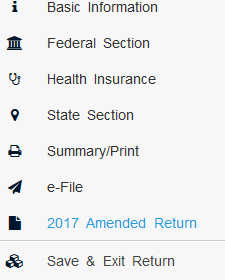 Basic Information
Federal Section
Health Insurance
State Section
Summary/Print
e-File
2017 Amended Return
Save & Exit Return